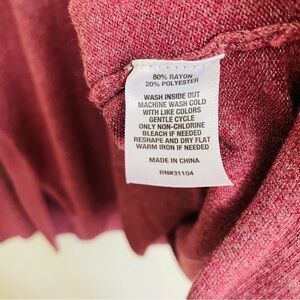 80% RAYON
20% POLYESTER
WASH INSIDE OUT
MACHINE WASH COLD
WITH LIKE COLORS
GENTLE CYCLE
ONLY NON-CHLORINE
BLEACH IF NEEDED
RESHAPE AND DRY FLAT
WARM IRON IF NEEDED
MADE IN CHINA
RN#31104